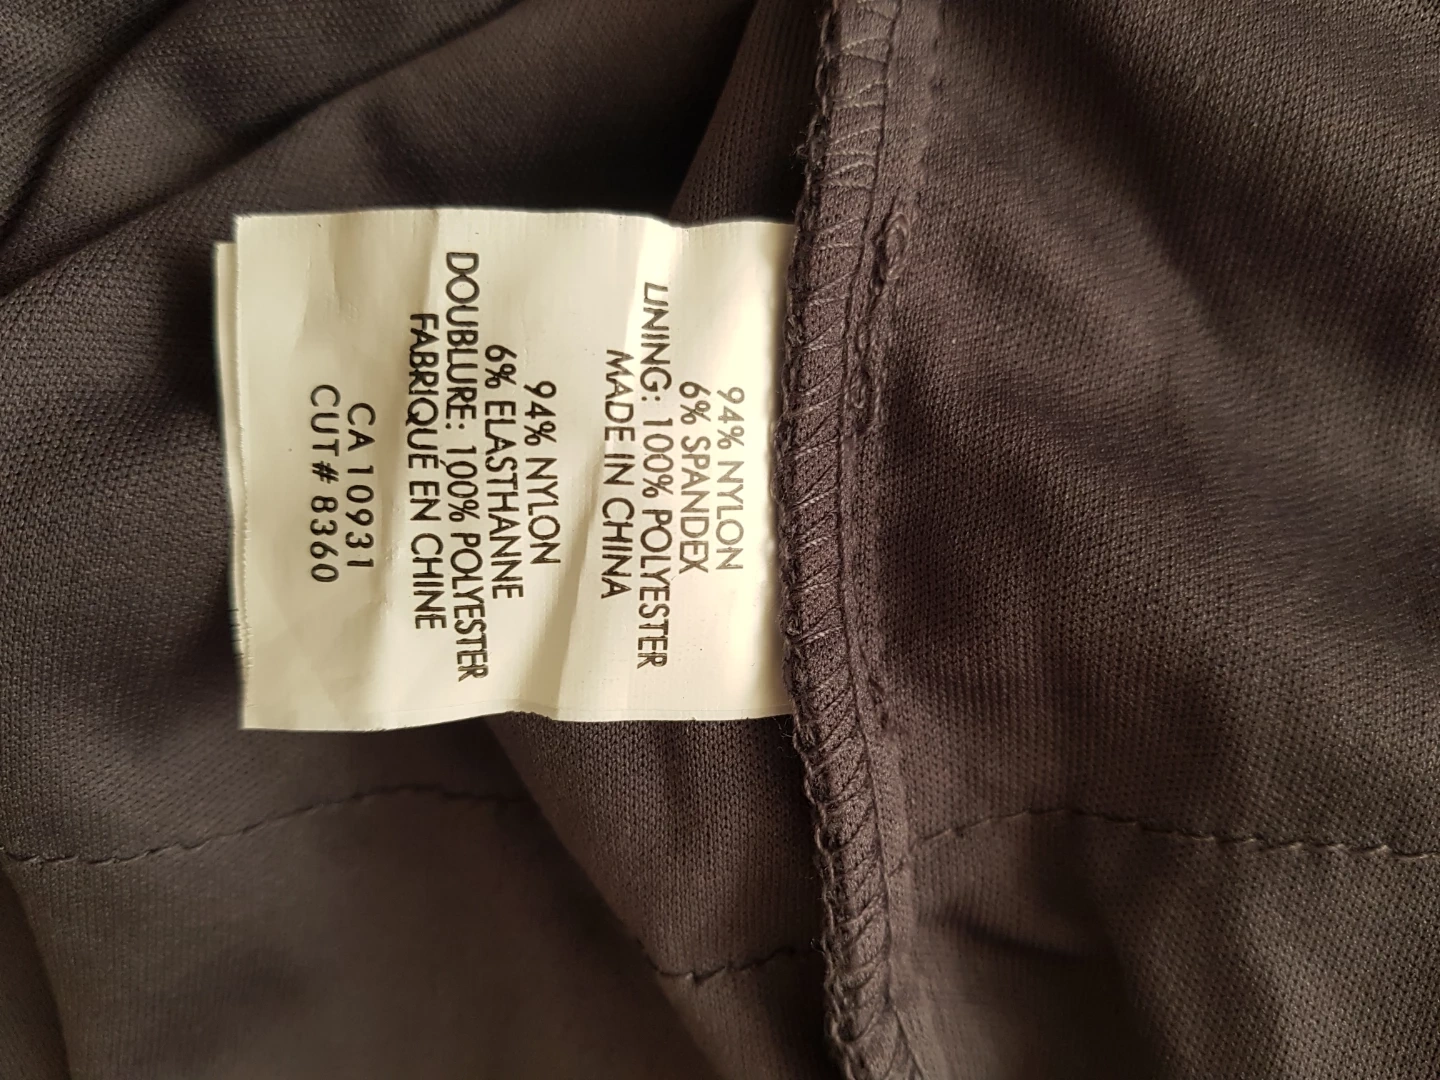 94% NYLON
6% SPANDEX
LINING: 100% POLYESTER
MADE IN CHINA
94% NYLON
6% ELASTHANNE
DOUBLURE: 100% POLYESTER
FABRIQUÉ EN CHINE
CA 10931
CUT # 8360